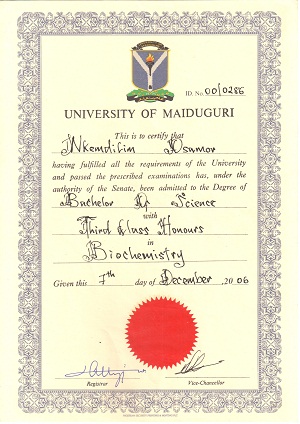 ID. No. 00/0286
UNIVERSITY OF MAIDUGURI
This is to certify that
Nkemdilim Osamor
having fulfilled all the requirements of the University
and passed the prescribed examinations has, under the
authority of the Senate, been admitted to the Degree of
Bachelor Of Science
with
Third Class Honours
in
Biochemistry
Given this 7th day of December, 2006
Registrar Vice-Chancellor